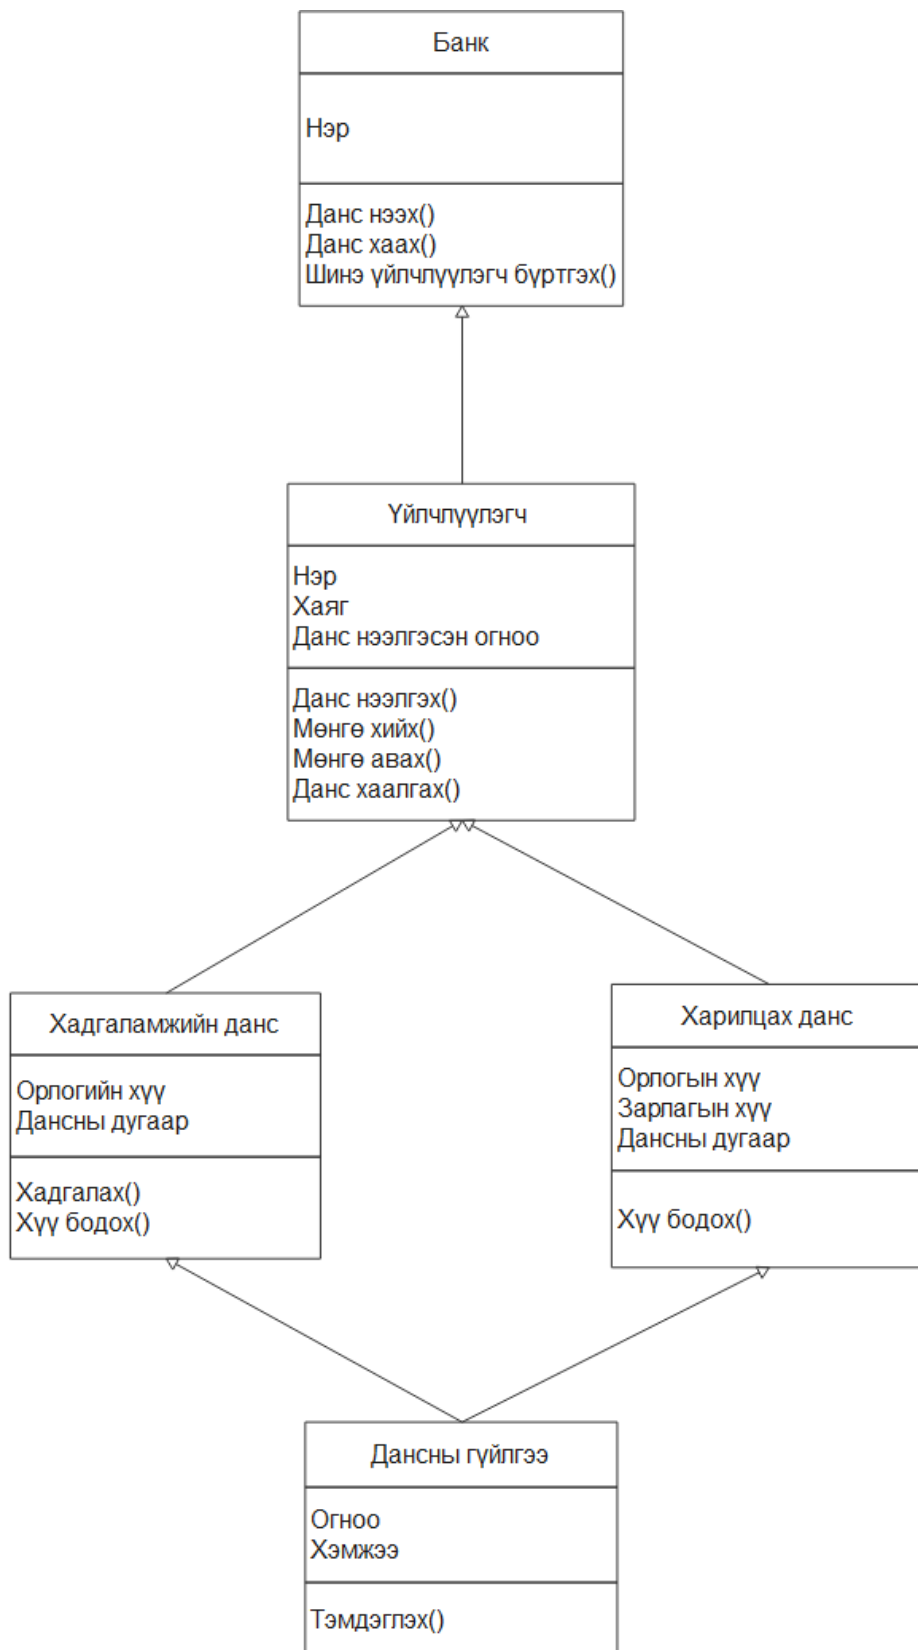 Банк
Нэр
Данс нээх()
Данс хаах()
Шинэ үйлчлүүлэгч бүртгэх()
Үйлчлүүлэгч
Нэр
Хаяг
Данс нээлгэсэн огноо
Данс нээлгэх()
Мөнгө хийх()
Мөнгө авах()
Данс хаалгах()
Хадгаламжийн данс
Орлогийн хүү
Дансны дугаар
Хадгалах()
Хүү бодох()
Харилцах данс
Орлогын хүү
Зарлагын хүү
Дансны дугаар
Хүү бодох()
Дансны гүйлгээ
Огноо
Хэмжээ
Тэмдэглэх()